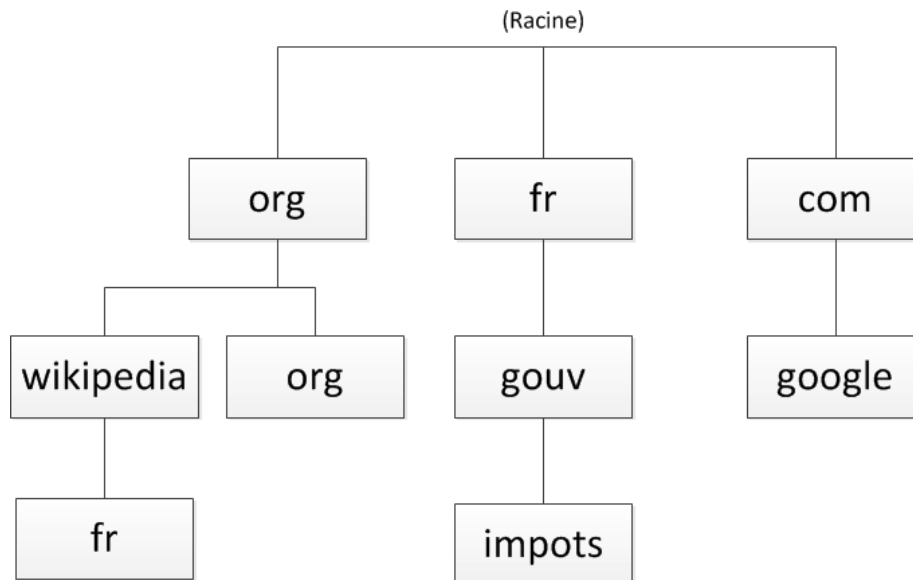 (Racine)
org
fr
com
wikipedia
org
gouv
google
fr
impots